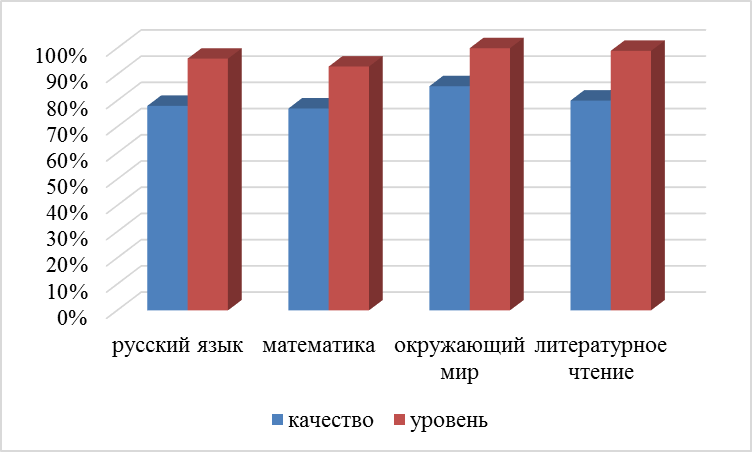 100%
90%
80%
70%
60%
50%
40%
30%
20%
10%
0%
русский язык
математика
окружающий
мир
литературное
чтение
качество
уровень